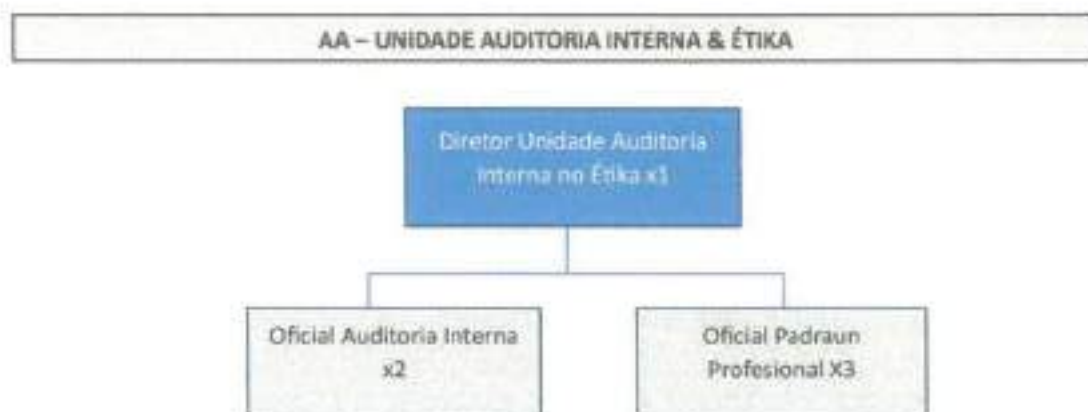 AA – UNIDADE AUDITORIA INTERNA & ÉTIKA
Diretor Unidade Auditoria
Interna no Étika x1
Oficial Auditoria Interna
x2
Oficial Padraun
Profesional X3